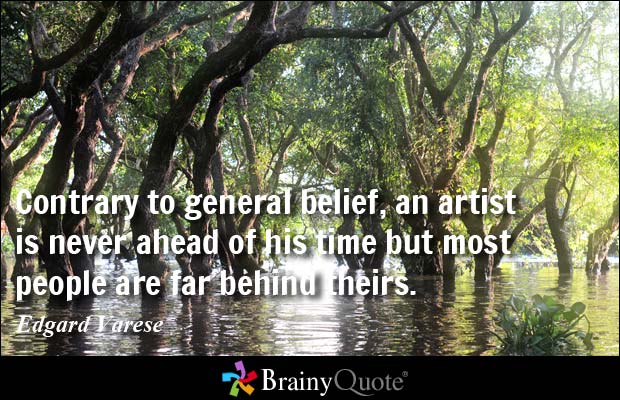 Contrary to general belief, an artist
is never ahead of his time but most
people are far behind theirs.
Edgard Varese
BrainyQuote®